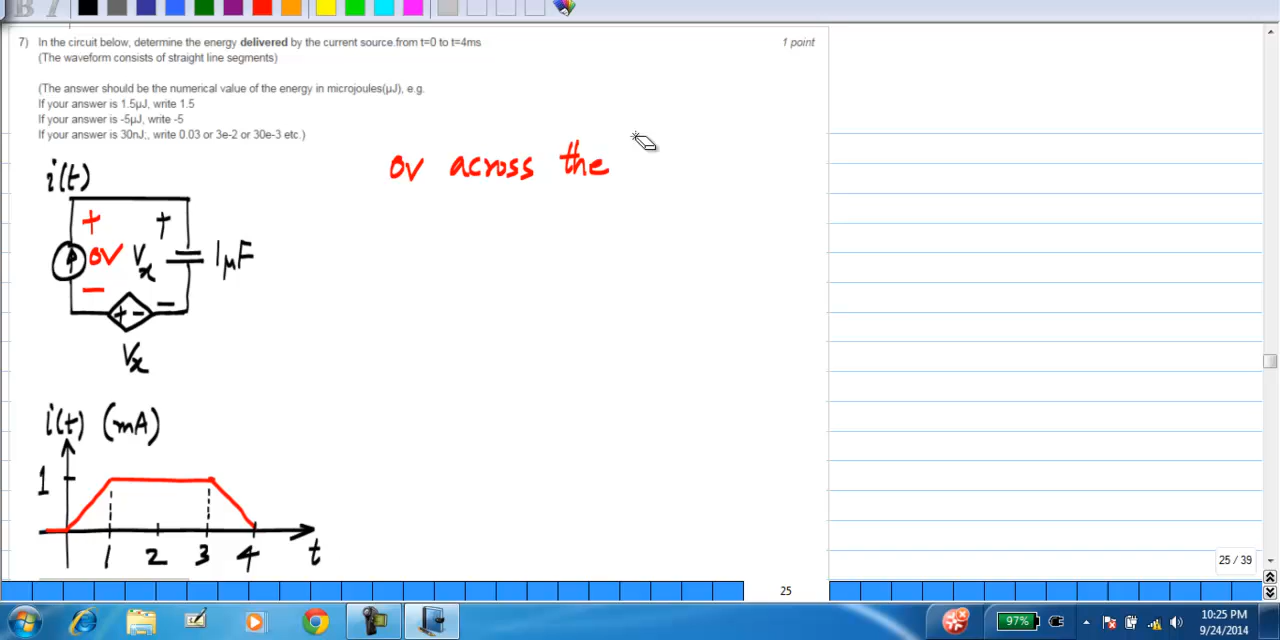 7) In the circuit below, determine the energy delivered by the current source.from t=0 to t=4ms 1 point
(The waveform consists of straight line segments)
(The answer should be the numerical value of the energy in microjoules(μJ), e.g.
If your answer is 1.5μJ, write 1.5
If your answer is -5μJ, write -5
If your answer is 30nJ;, write 0.03 or 3e-2 or 30e-3 etc.)
0V across the
i(t)
+ +
0V Vx 1μF
- -
+ -
Vx
i(t) (mA)
1
1 2 3 4 t
25 / 39
25
97%
10:25 PM
9/24/2014